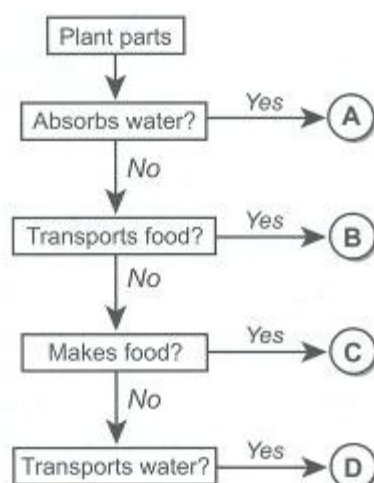 Plant parts
Absorbs water?
Yes
A
No
Transports food?
Yes
B
No
Makes food?
Yes
C
No
Transports water?
Yes
D